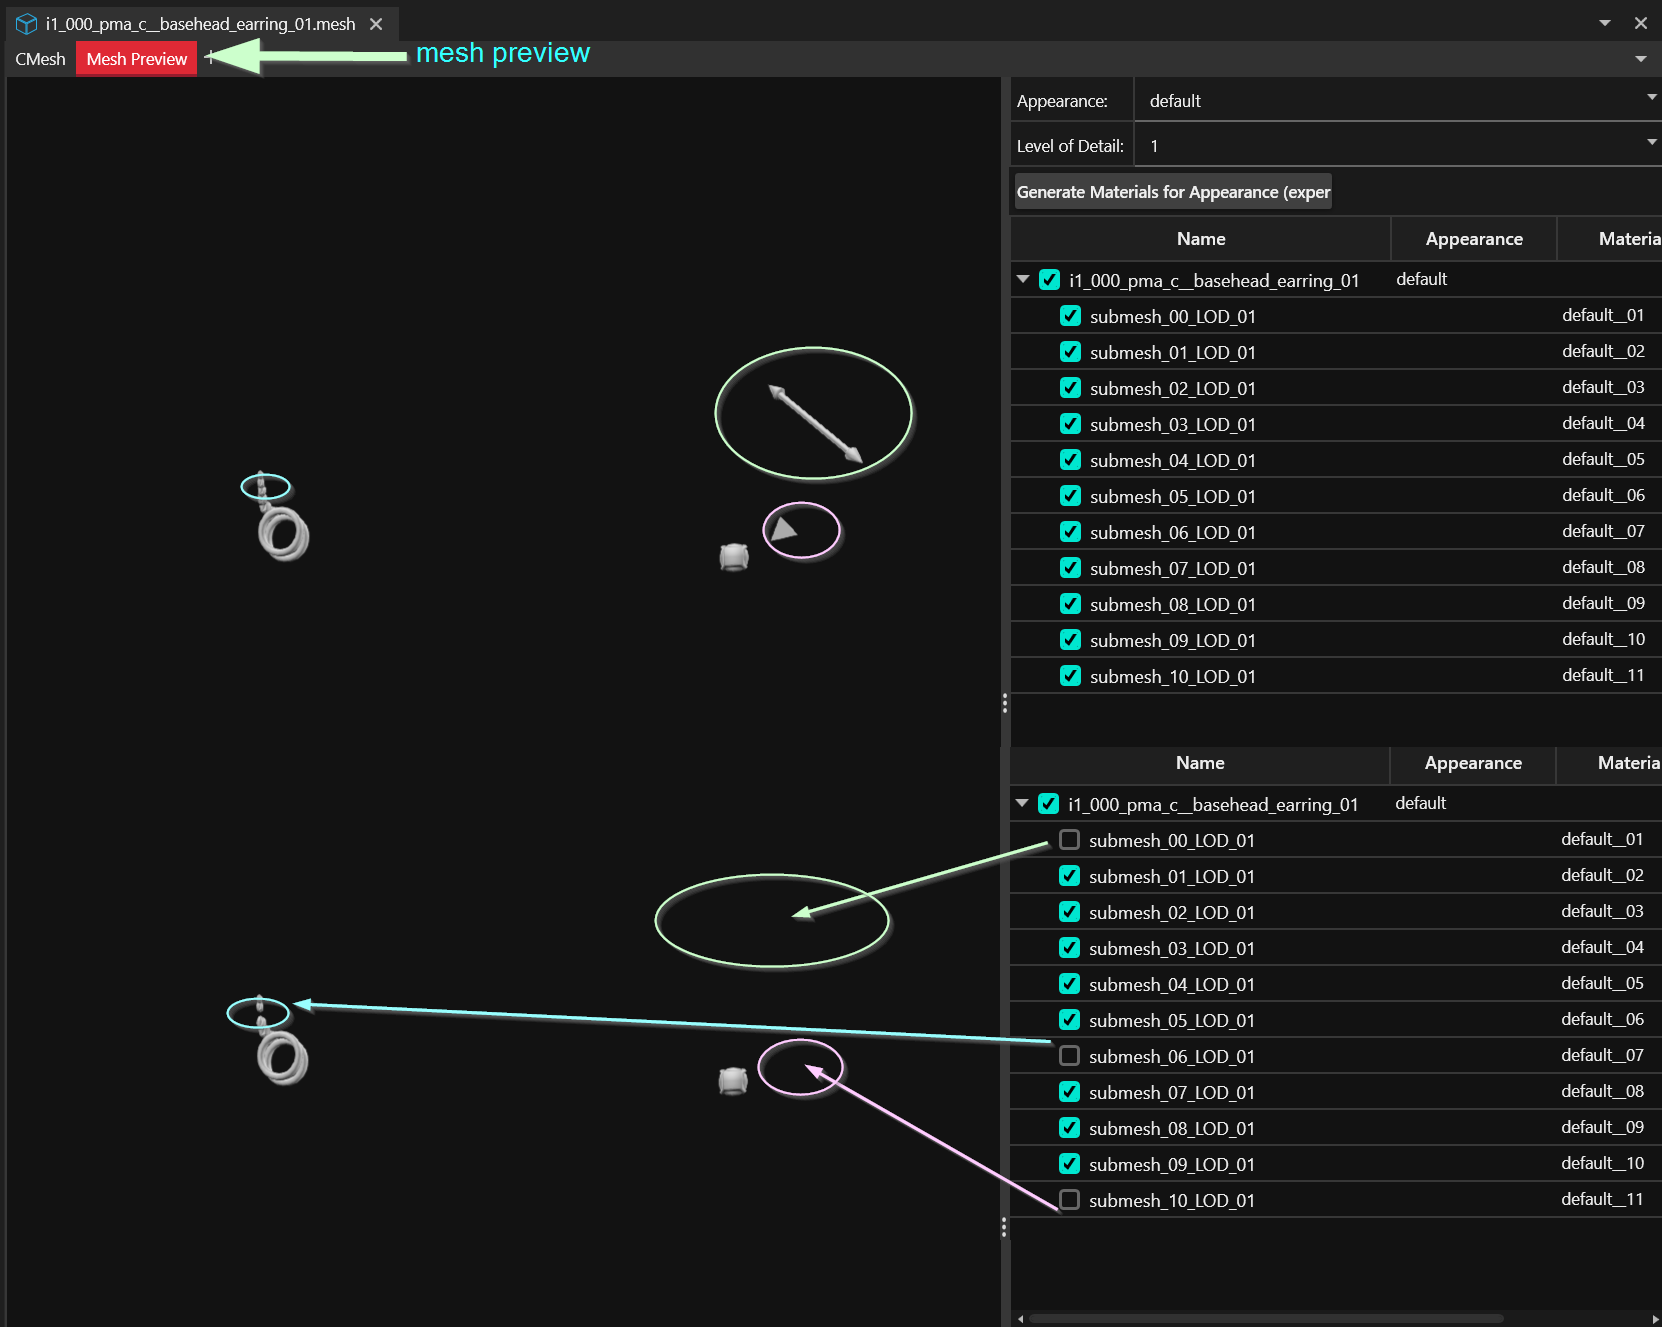 i1_000_pma_c__basehead_earring_01.mesh
CMesh
Mesh Preview
mesh preview
Appearance: default
Level of Detail: 1
Generate Materials for Appearance (exper
Name Appearance Materia
i1_000_pma_c__basehead_earring_01 default
submesh_00_LOD_01 default__01
submesh_01_LOD_01 default__02
submesh_02_LOD_01 default__03
submesh_03_LOD_01 default__04
submesh_04_LOD_01 default__05
submesh_05_LOD_01 default__06
submesh_06_LOD_01 default__07
submesh_07_LOD_01 default__08
submesh_08_LOD_01 default__09
submesh_09_LOD_01 default__10
submesh_10_LOD_01 default__11
Name Appearance Materia
i1_000_pma_c__basehead_earring_01 default
submesh_00_LOD_01 default__01
submesh_01_LOD_01 default__02
submesh_02_LOD_01 default__03
submesh_03_LOD_01 default__04
submesh_04_LOD_01 default__05
submesh_05_LOD_01 default__06
submesh_06_LOD_01 default__07
submesh_07_LOD_01 default__08
submesh_08_LOD_01 default__09
submesh_09_LOD_01 default__10
submesh_10_LOD_01 default__11